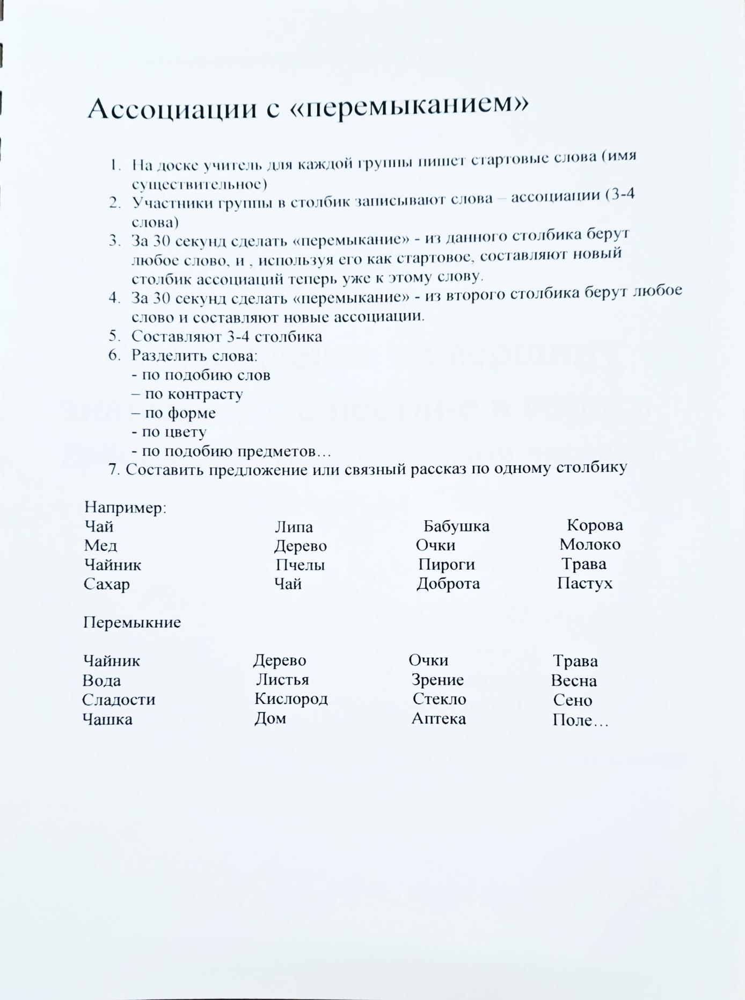 Ассоциации с «перемыканием»
1. На доске учитель для каждой группы пишет стартовые слова (имя
существительное)
2. Участники группы в столбик записывают слова – ассоциации (3-4
слова)
3. За 30 секунд сделать «перемыкание» - из данного столбика берут
любое слово, и , используя его как стартовое, составляют новый
столбик ассоциаций теперь уже к этому слову.
4. За 30 секунд сделать «перемыкание» - из второго столбика берут любое
слово и составляют новые ассоциации.
5. Составляют 3-4 столбика
6. Разделить слова:
- по подобию слов
– по контрасту
– по форме
- по цвету
- по подобию предметов…
7. Составить предложение или связный рассказ по одному столбику
Например:
Чай Липа Бабушка Корова
Мед Дерево Очки Молоко
Чайник Пчелы Пироги Трава
Сахар Чай Доброта Пастух
Перемыкние
Чайник Дерево Очки Трава
Вода Листья Зрение Весна
Сладости Кислород Стекло Сено
Чашка Дом Аптека Поле…